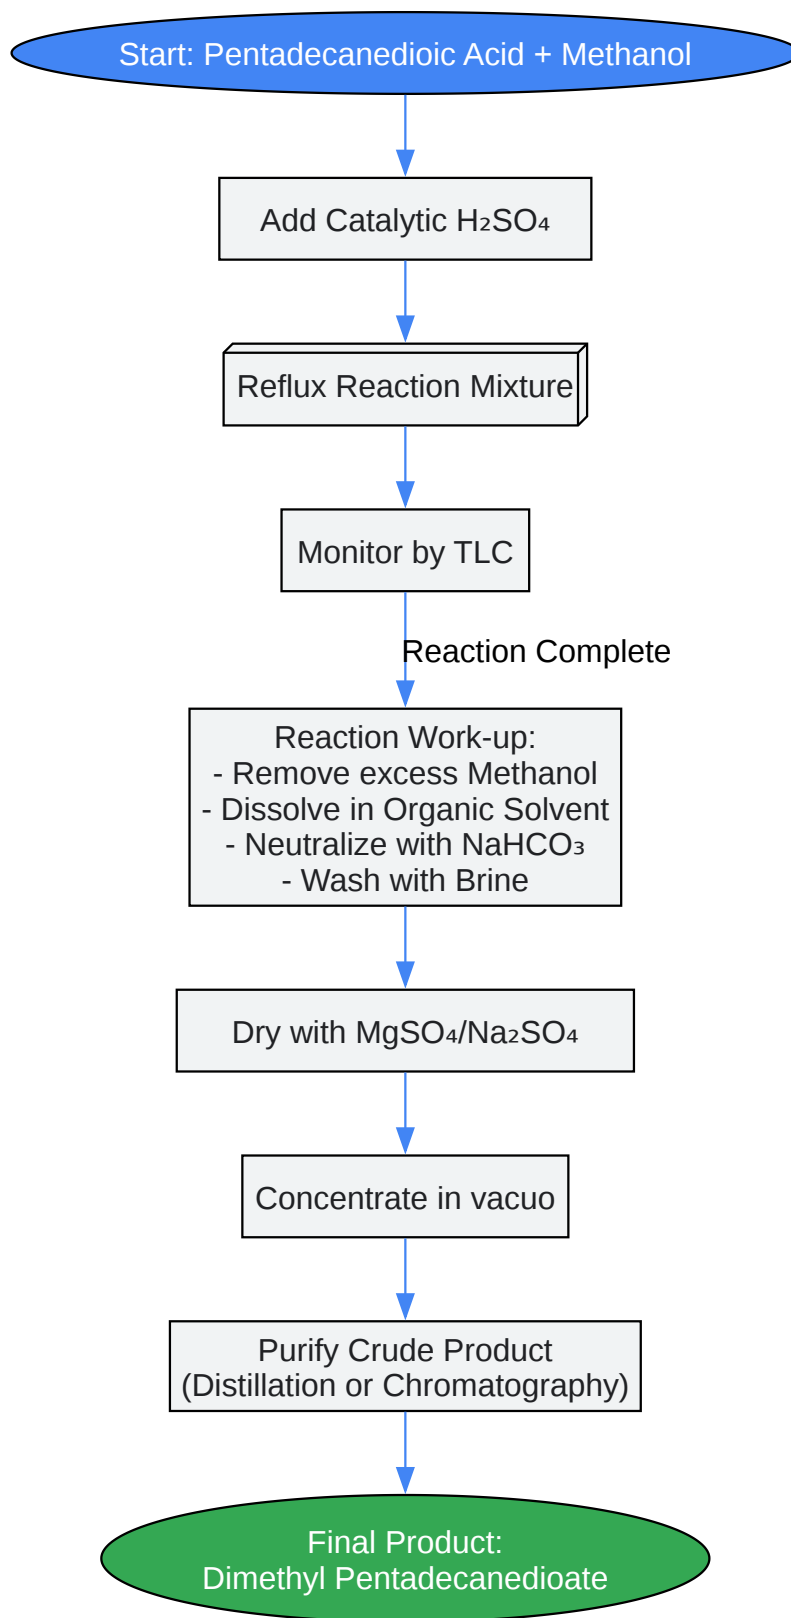 Start: Pentadecanedioic Acid + Methanol
Add Catalytic H₂SO₄
Reflux Reaction Mixture
Monitor by TLC
Reaction Complete
Reaction Work-up:
- Remove excess Methanol
- Dissolve in Organic Solvent
- Neutralize with NaHCO₃
- Wash with Brine
Dry with MgSO₄/Na₂SO₄
Concentrate in vacuo
Purify Crude Product
(Distillation or Chromatography)
Final Product:
Dimethyl Pentadecanedioate